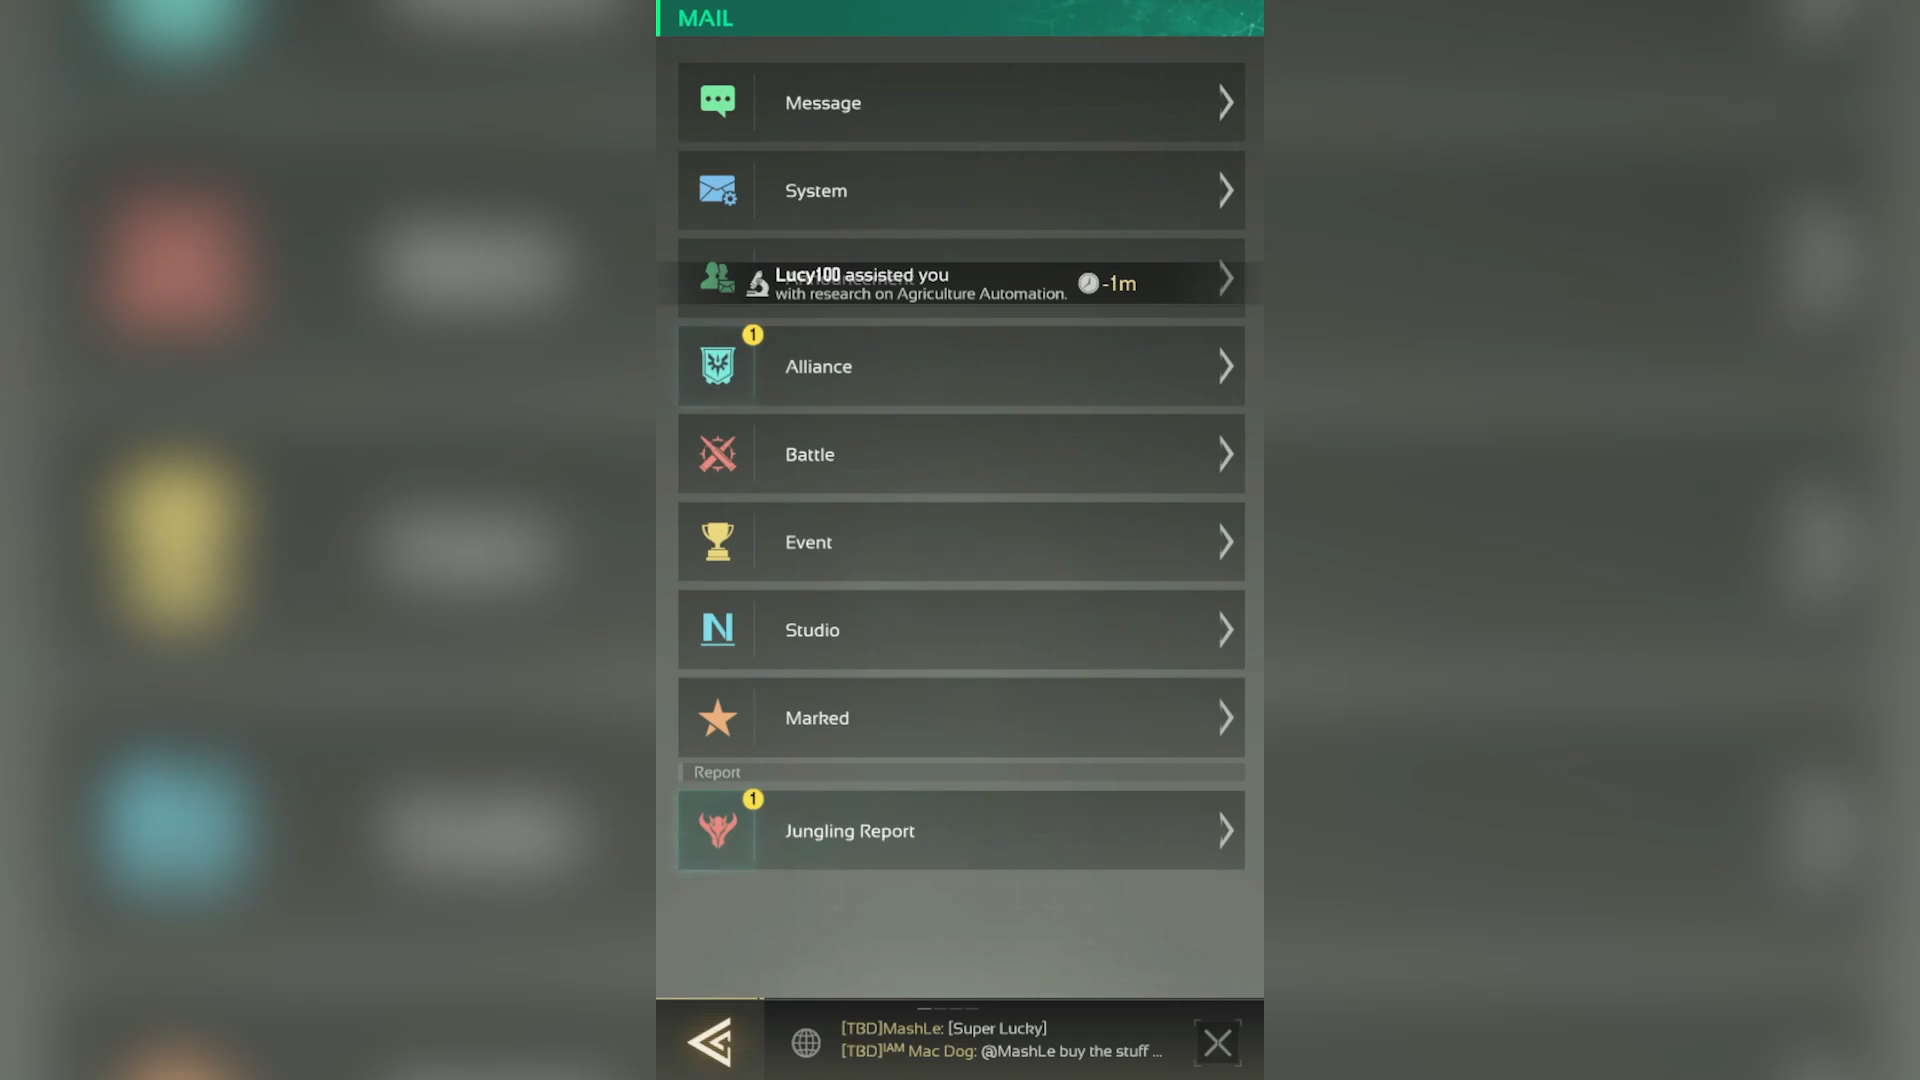 MAIL
Message
System
Lucy100 assisted you
with research on Agriculture Automation.
-1m
1
Alliance
Battle
Event
N
Studio
Marked
Report
1
Jungling Report
[TBD]MashLe: [Super Lucky]
[TBD]IAM Mac Dog: @MashLe buy the stuff ...